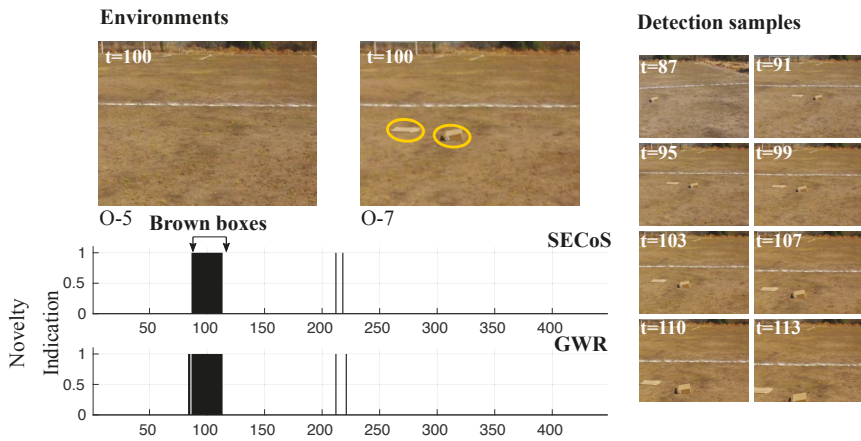 Environments
Detection samples
t=100
t=100
O-5
O-7
t=87
t=91
t=95
t=99
t=103
t=107
t=110
t=113
Brown boxes
SECoS
1
0.5
0
50 100 150 200 250 300 350 400
GWR
1
0.5
0
50 100 150 200 250 300 350 400
Novelty
Indication